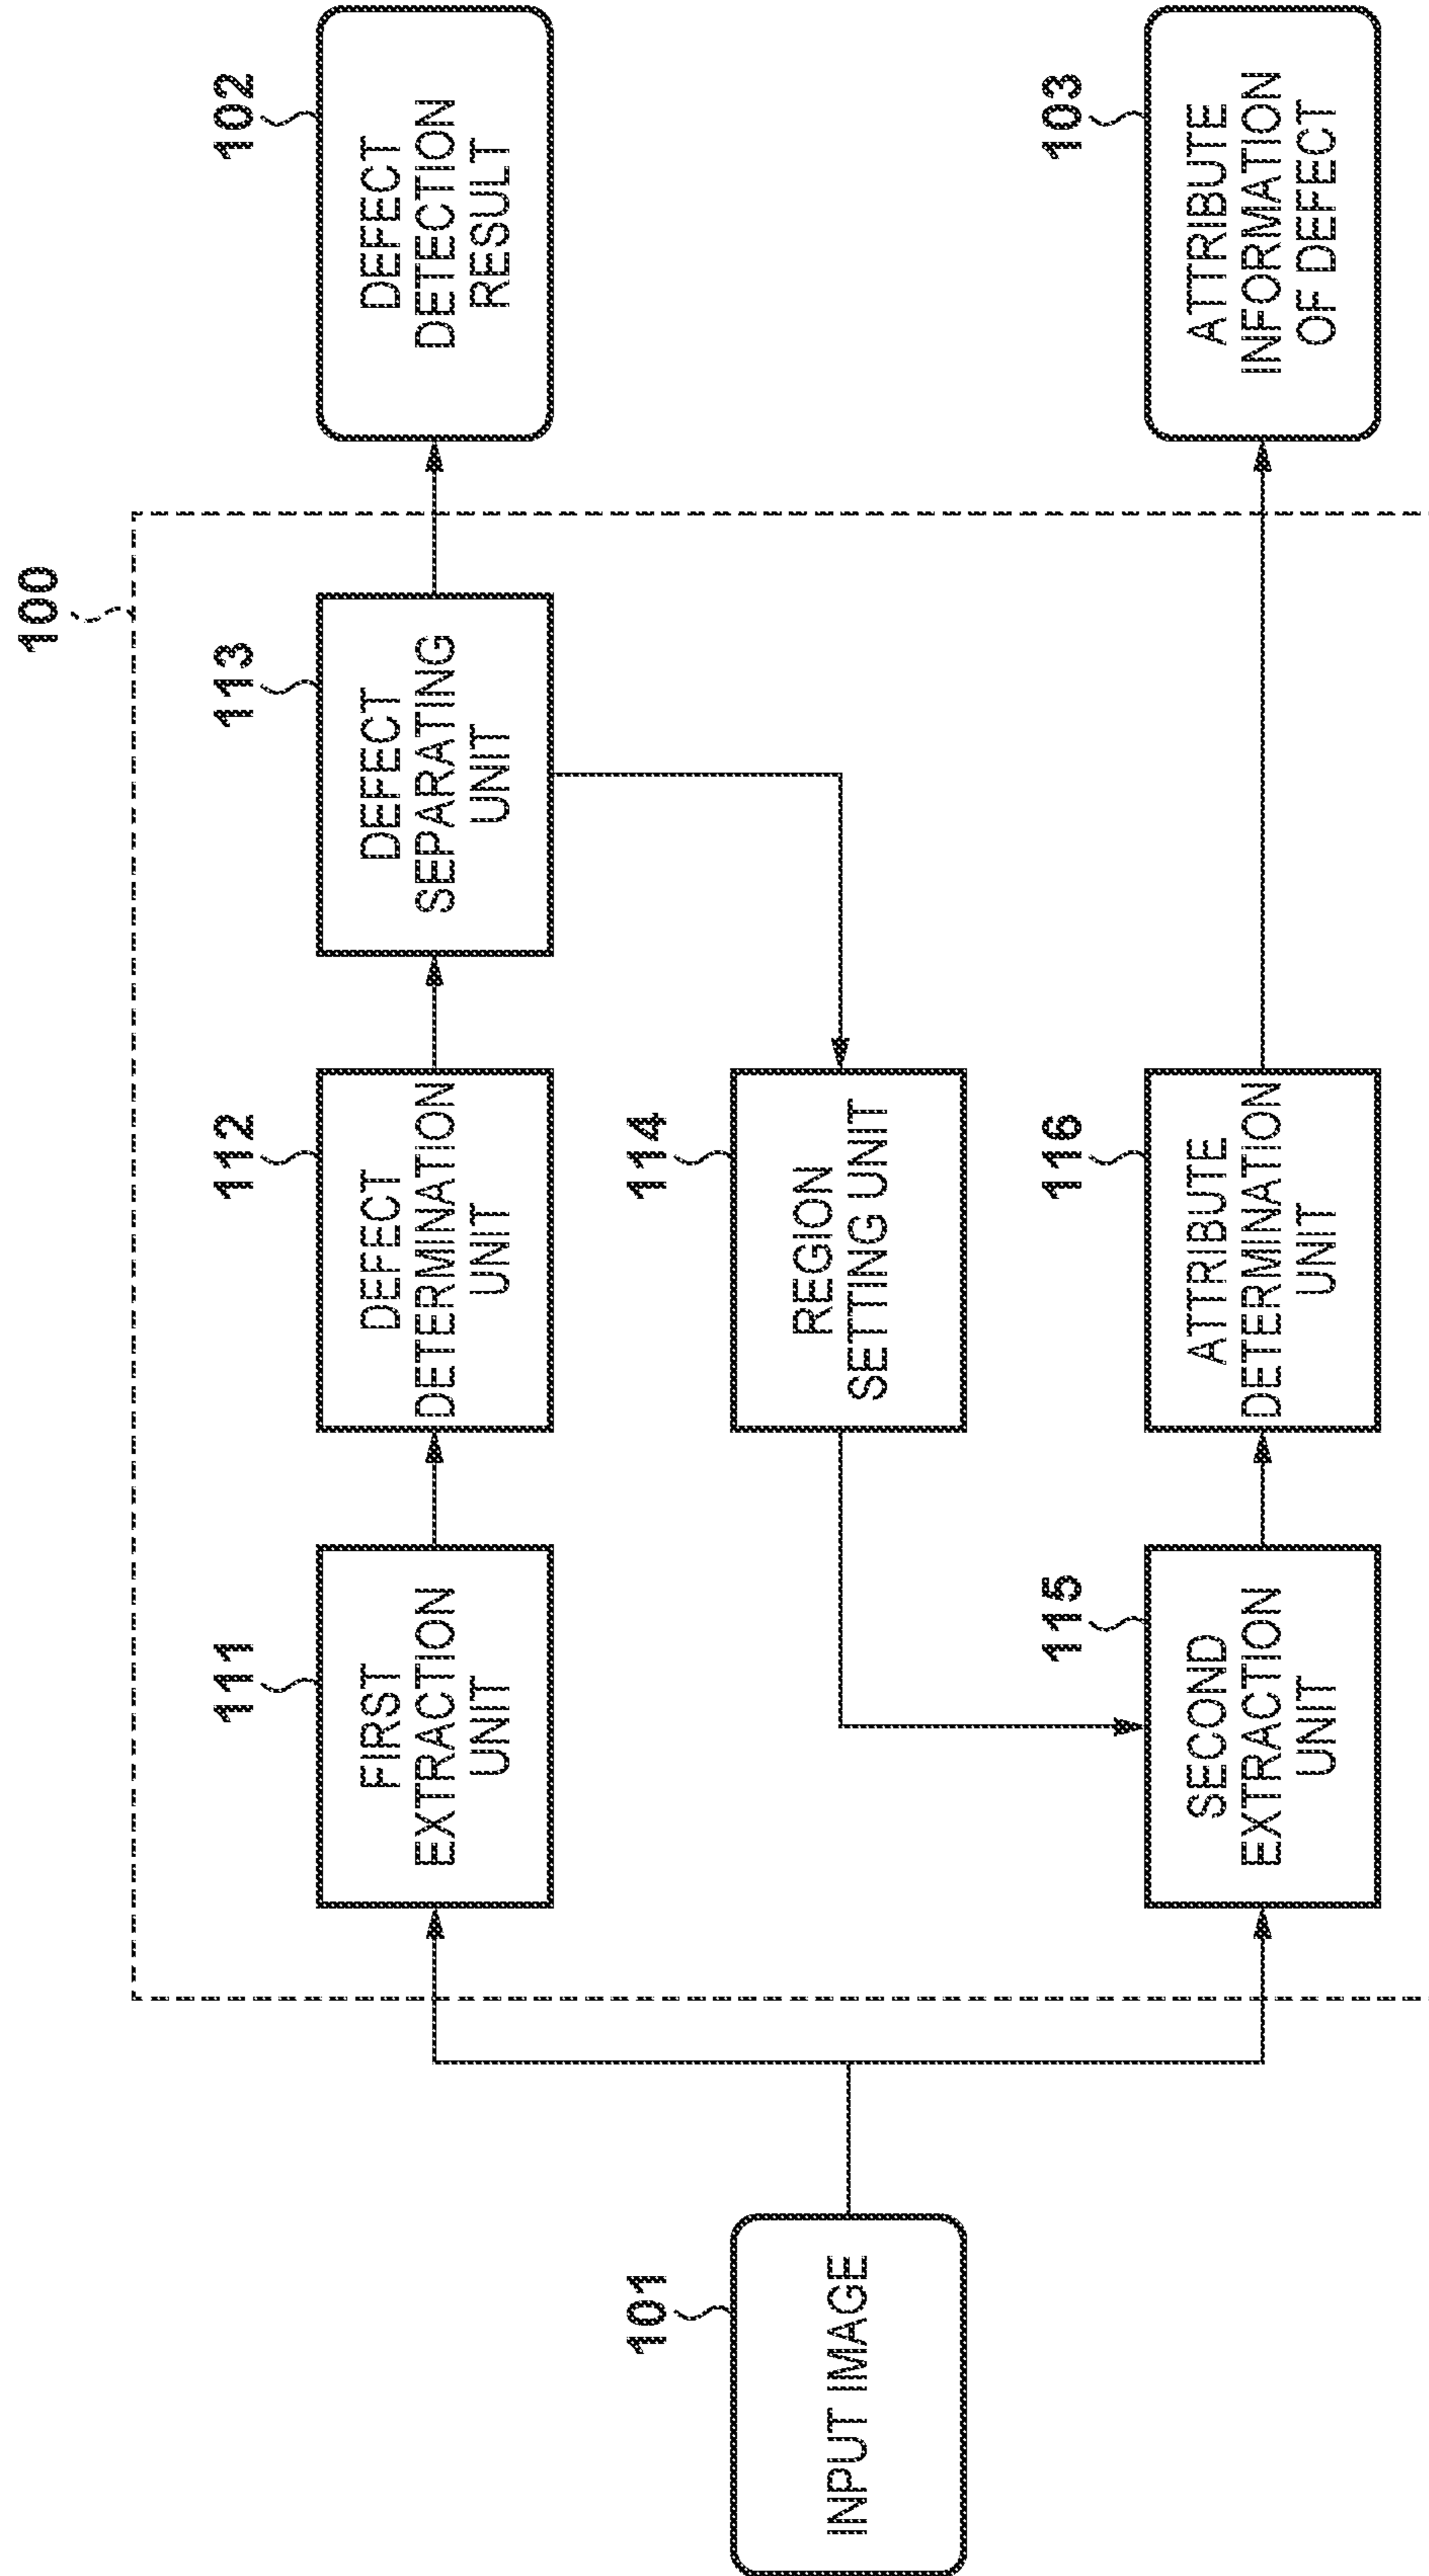 100
101
INPUT IMAGE
111
FIRST
EXTRACTION
UNIT
112
DEFECT
DETERMINATION
UNIT
113
DEFECT
SEPARATING
UNIT
102
DEFECT
DETECTION
RESULT
114
REGION
SETTING UNIT
115
SECOND
EXTRACTION
UNIT
116
ATTRIBUTE
DETERMINATION
UNIT
103
ATTRIBUTE
INFORMATION
OF DEFECT